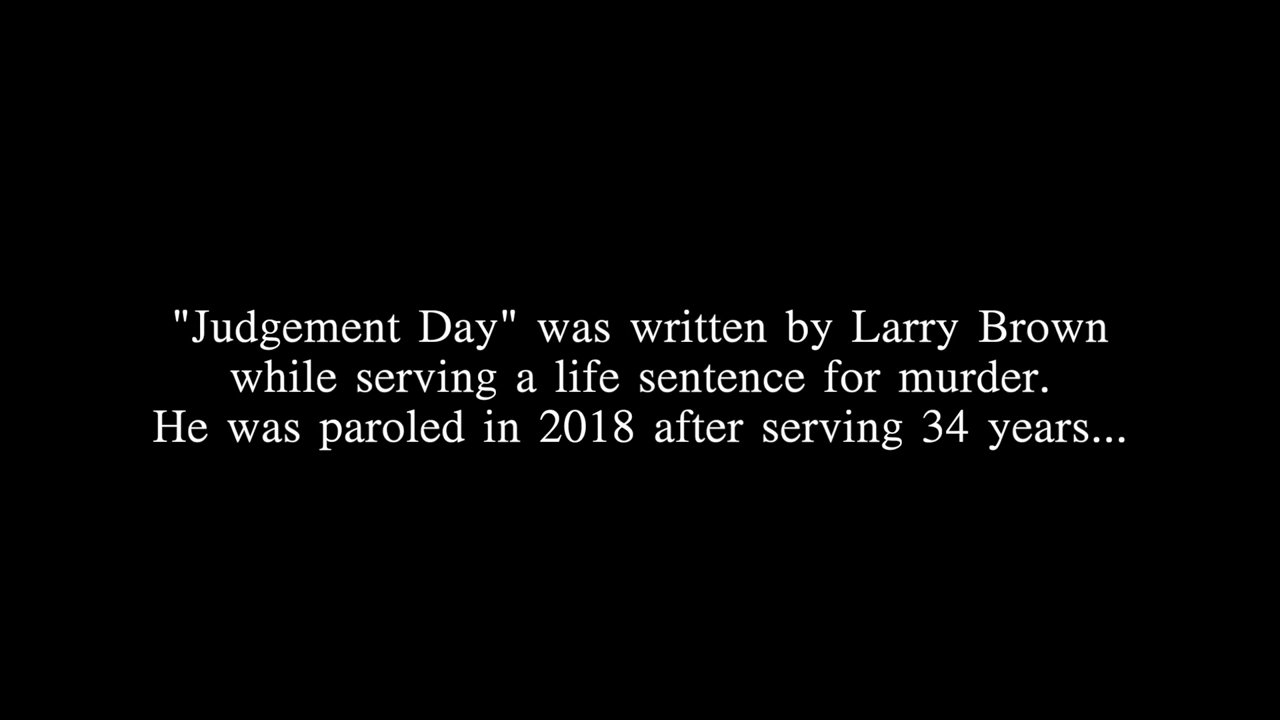 "Judgement Day" was written by Larry Brown
while serving a life sentence for murder.
He was paroled in 2018 after serving 34 years...